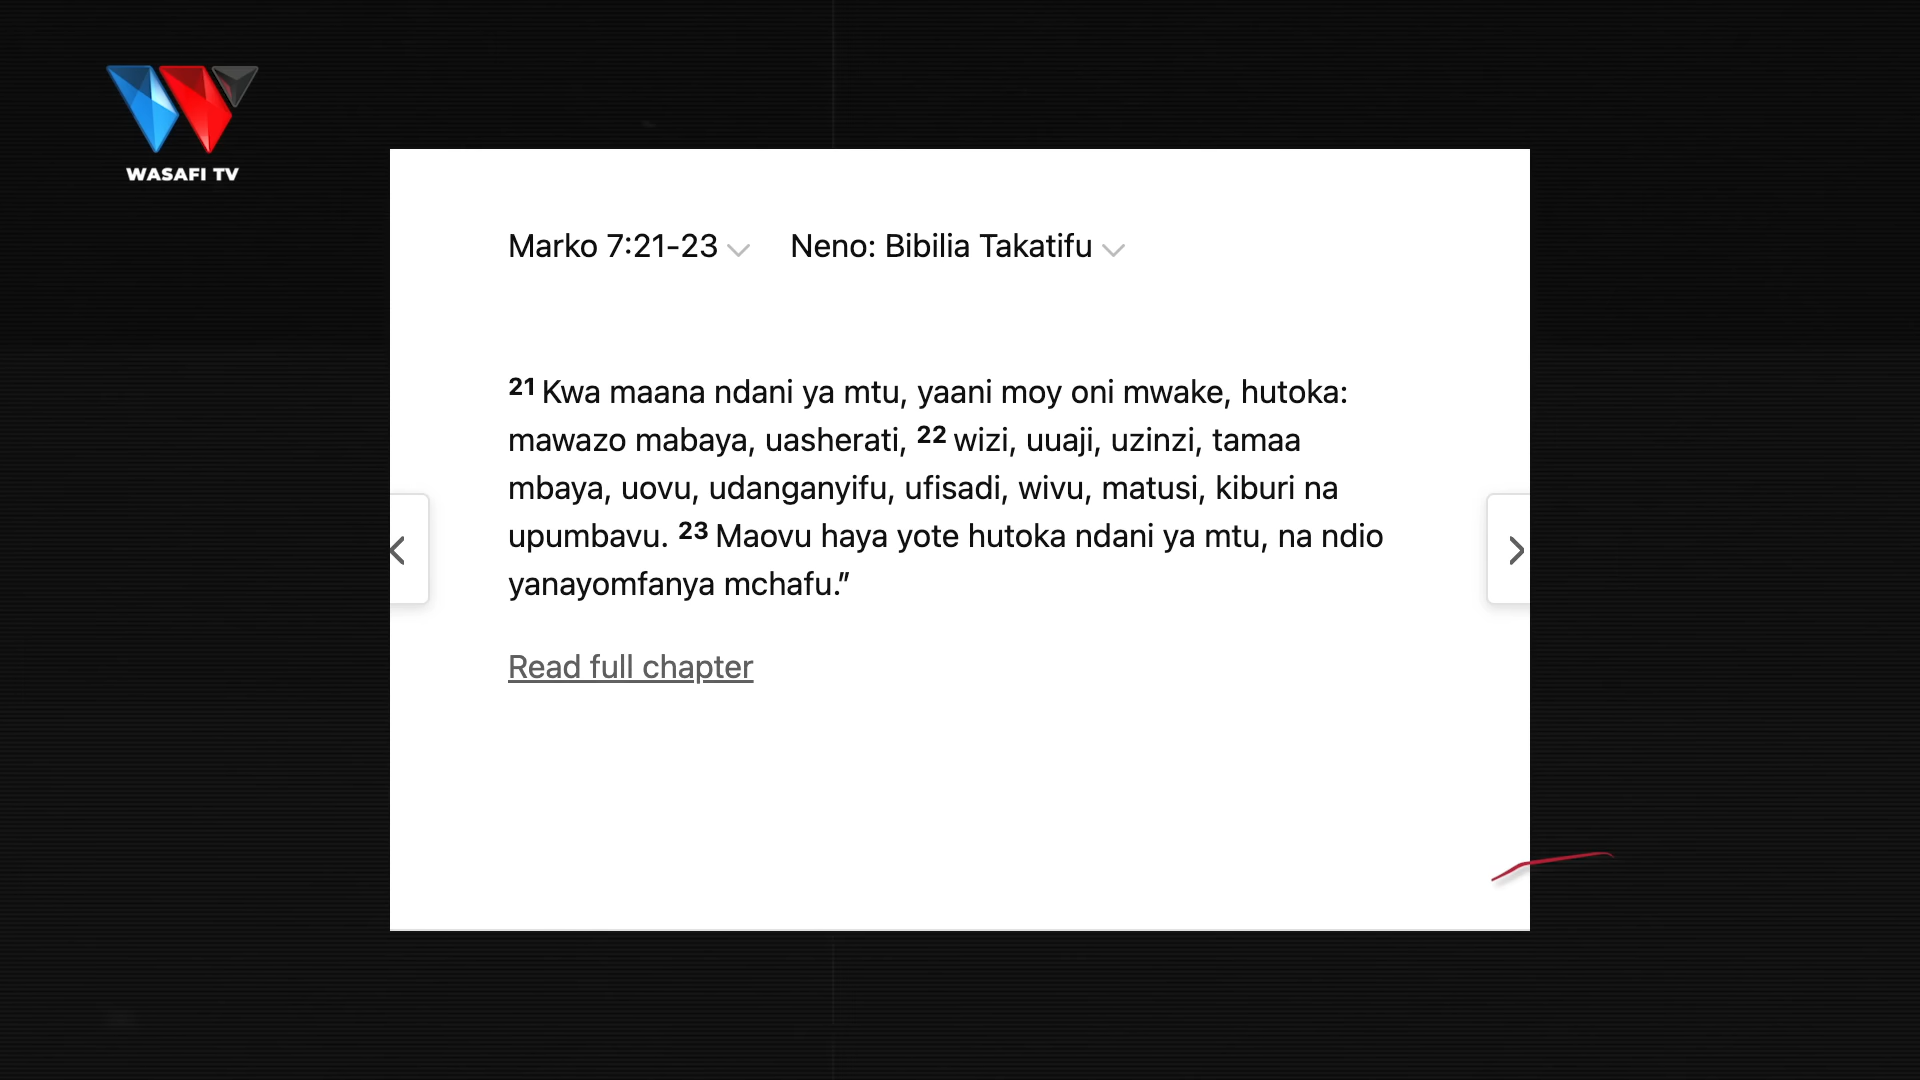 WASAFI TV
Marko 7:21-23 Neno: Bibilia Takatifu
21 Kwa maana ndani ya mtu, yaani moy oni mwake, hutoka:
mawazo mabaya, uasherati, 22 wizi, uuaji, uzinzi, tamaa
mbaya, uovu, udanganyifu, ufisadi, wivu, matusi, kiburi na
upumbavu. 23 Maovu haya yote hutoka ndani ya mtu, na ndio
yanayomfanya mchafu.”
Read full chapter